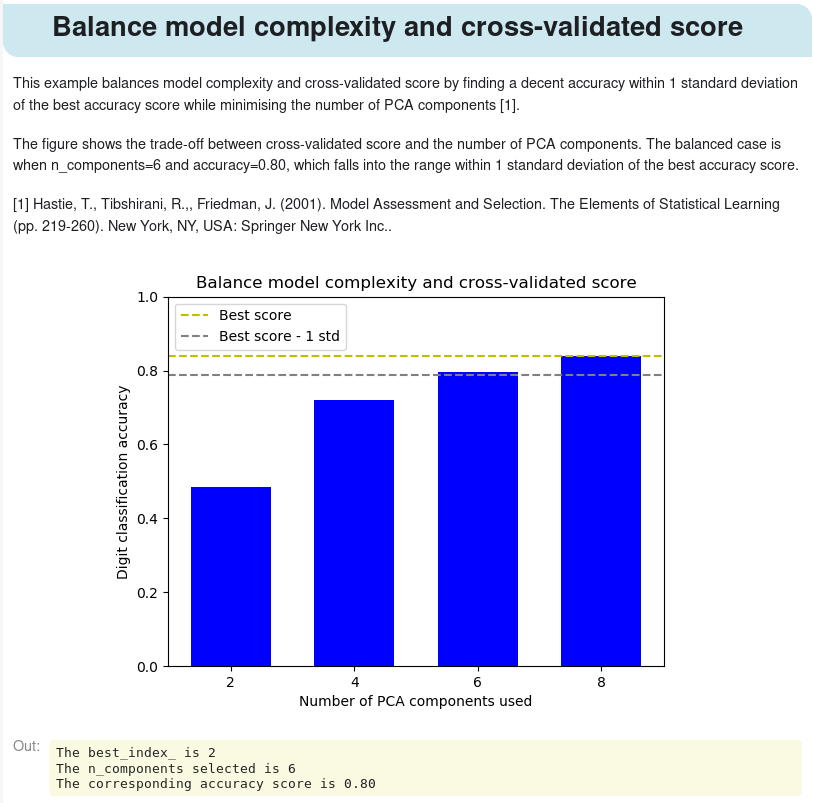 Balance model complexity and cross-validated score
This example balances model complexity and cross-validated score by finding a decent accuracy within 1 standard deviation
of the best accuracy score while minimising the number of PCA components [1].
The figure shows the trade-off between cross-validated score and the number of PCA components. The balanced case is
when n_components=6 and accuracy=0.80, which falls into the range within 1 standard deviation of the best accuracy score.
[1] Hastie, T., Tibshirani, R.,, Friedman, J. (2001). Model Assessment and Selection. The Elements of Statistical Learning
(pp. 219-260). New York, NY, USA: Springer New York Inc..
Balance model complexity and cross-validated score
1.0
Best score
Best score - 1 std
0.8
0.6
0.4
0.2
0.0
Digit classification accuracy
2 4 6 8
Number of PCA components used
Out:
The best_index_ is 2
The n_components selected is 6
The corresponding accuracy score is 0.80